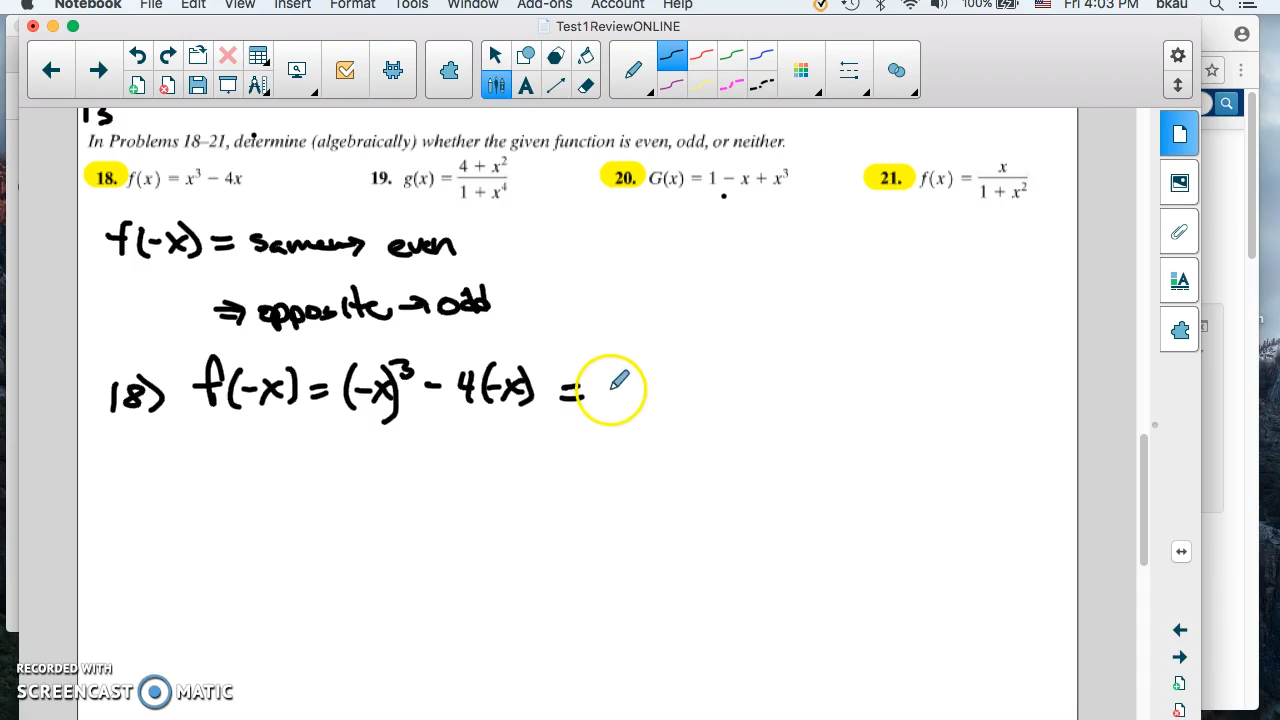 Notebook File Edit View Insert Format Tools Window Add-ons Account Help 100% Fri 4:03 PM bkau
Test1ReviewONLINE
is
In Problems 18–21, determine (algebraically) whether the given function is even, odd, or neither.
18. f(x) = x³ − 4x 19. g(x) = (4 + x²)/(1 + x⁴) 20. G(x) = 1 − x + x³ 21. f(x) = x/(1 + x²)
f(-x) = same → even
⇒ opposite → odd
18) f(-x) = (-x)³ - 4(-x) =
RECORDED WITH
SCREENCAST MATIC